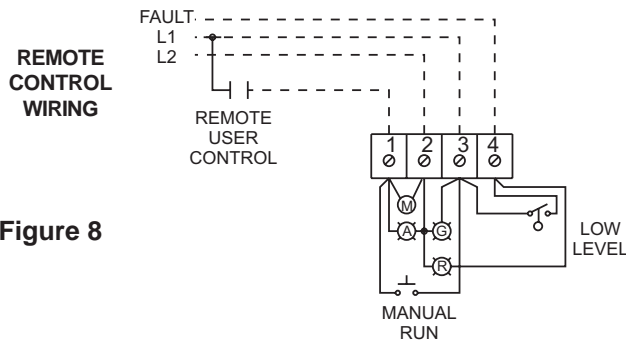 FAULT
L1
L2
REMOTE
CONTROL
WIRING
REMOTE
USER
CONTROL
1 2 3 4
M
A G
R
LOW
LEVEL
MANUAL
RUN
Figure 8